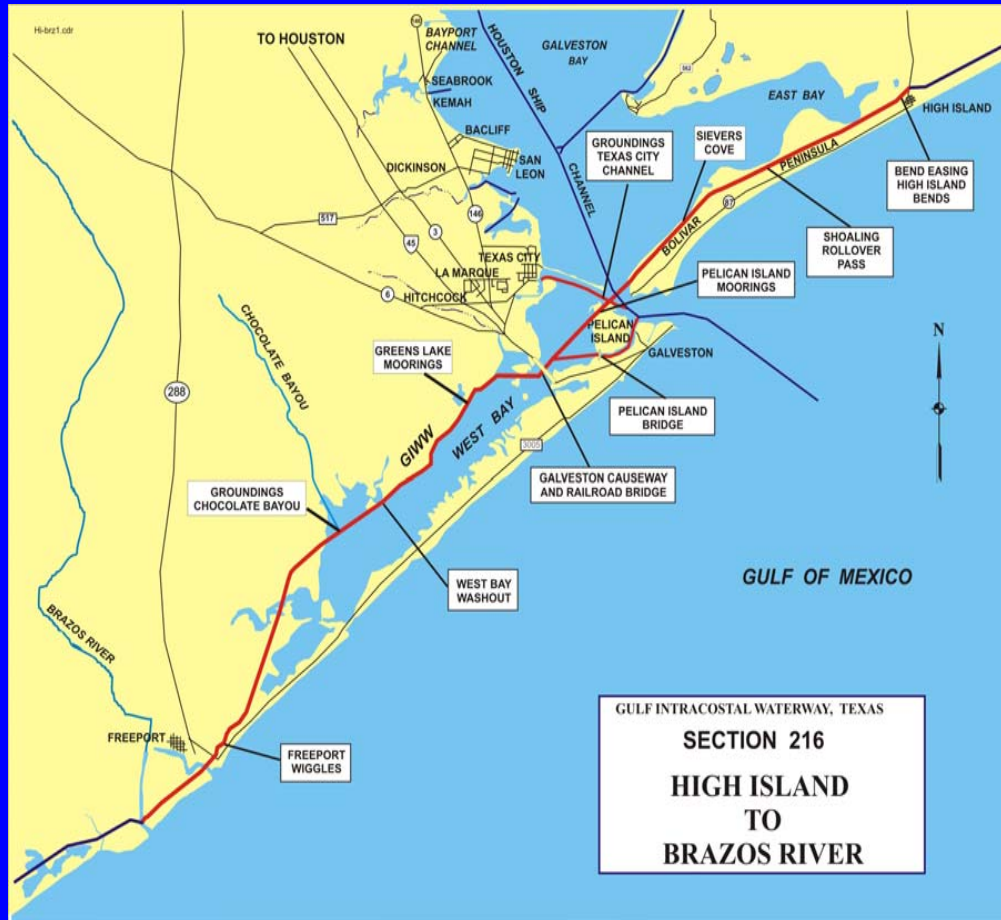 Hi-brz1.cdr
TO HOUSTON
146
BAYPORT
CHANNEL
HOUSTON SHIP CHANNEL
GALVESTON
BAY
SEABROOK
KEMAH
EAST BAY
HIGH ISLAND
BACLIFF
SAN
LEON
DICKINSON
GROUNDINGS
TEXAS CITY
CHANNEL
SIEVERS
COVE
BOLIVAR PENINSULA
87
BEND EASING
HIGH ISLAND
BENDS
517
146
3
45
TEXAS CITY
LA MARQUE
HITCHCOCK
6
SHOALING
ROLLOVER
PASS
PELICAN ISLAND
MOORINGS
PELICAN
ISLAND
GALVESTON
N
CHOCOLATE BAYOU
GREENS LAKE
MOORINGS
288
GIWW
WEST BAY
3005
PELICAN ISLAND
BRIDGE
GALVESTON CAUSEWAY
AND RAILROAD BRIDGE
GROUNDINGS
CHOCOLATE BAYOU
WEST BAY
WASHOUT
GULF OF MEXICO
BRAZOS RIVER
FREEPORT
FREEPORT
WIGGLES
GULF INTRACOSTAL WATERWAY, TEXAS
SECTION 216
HIGH ISLAND
TO
BRAZOS RIVER